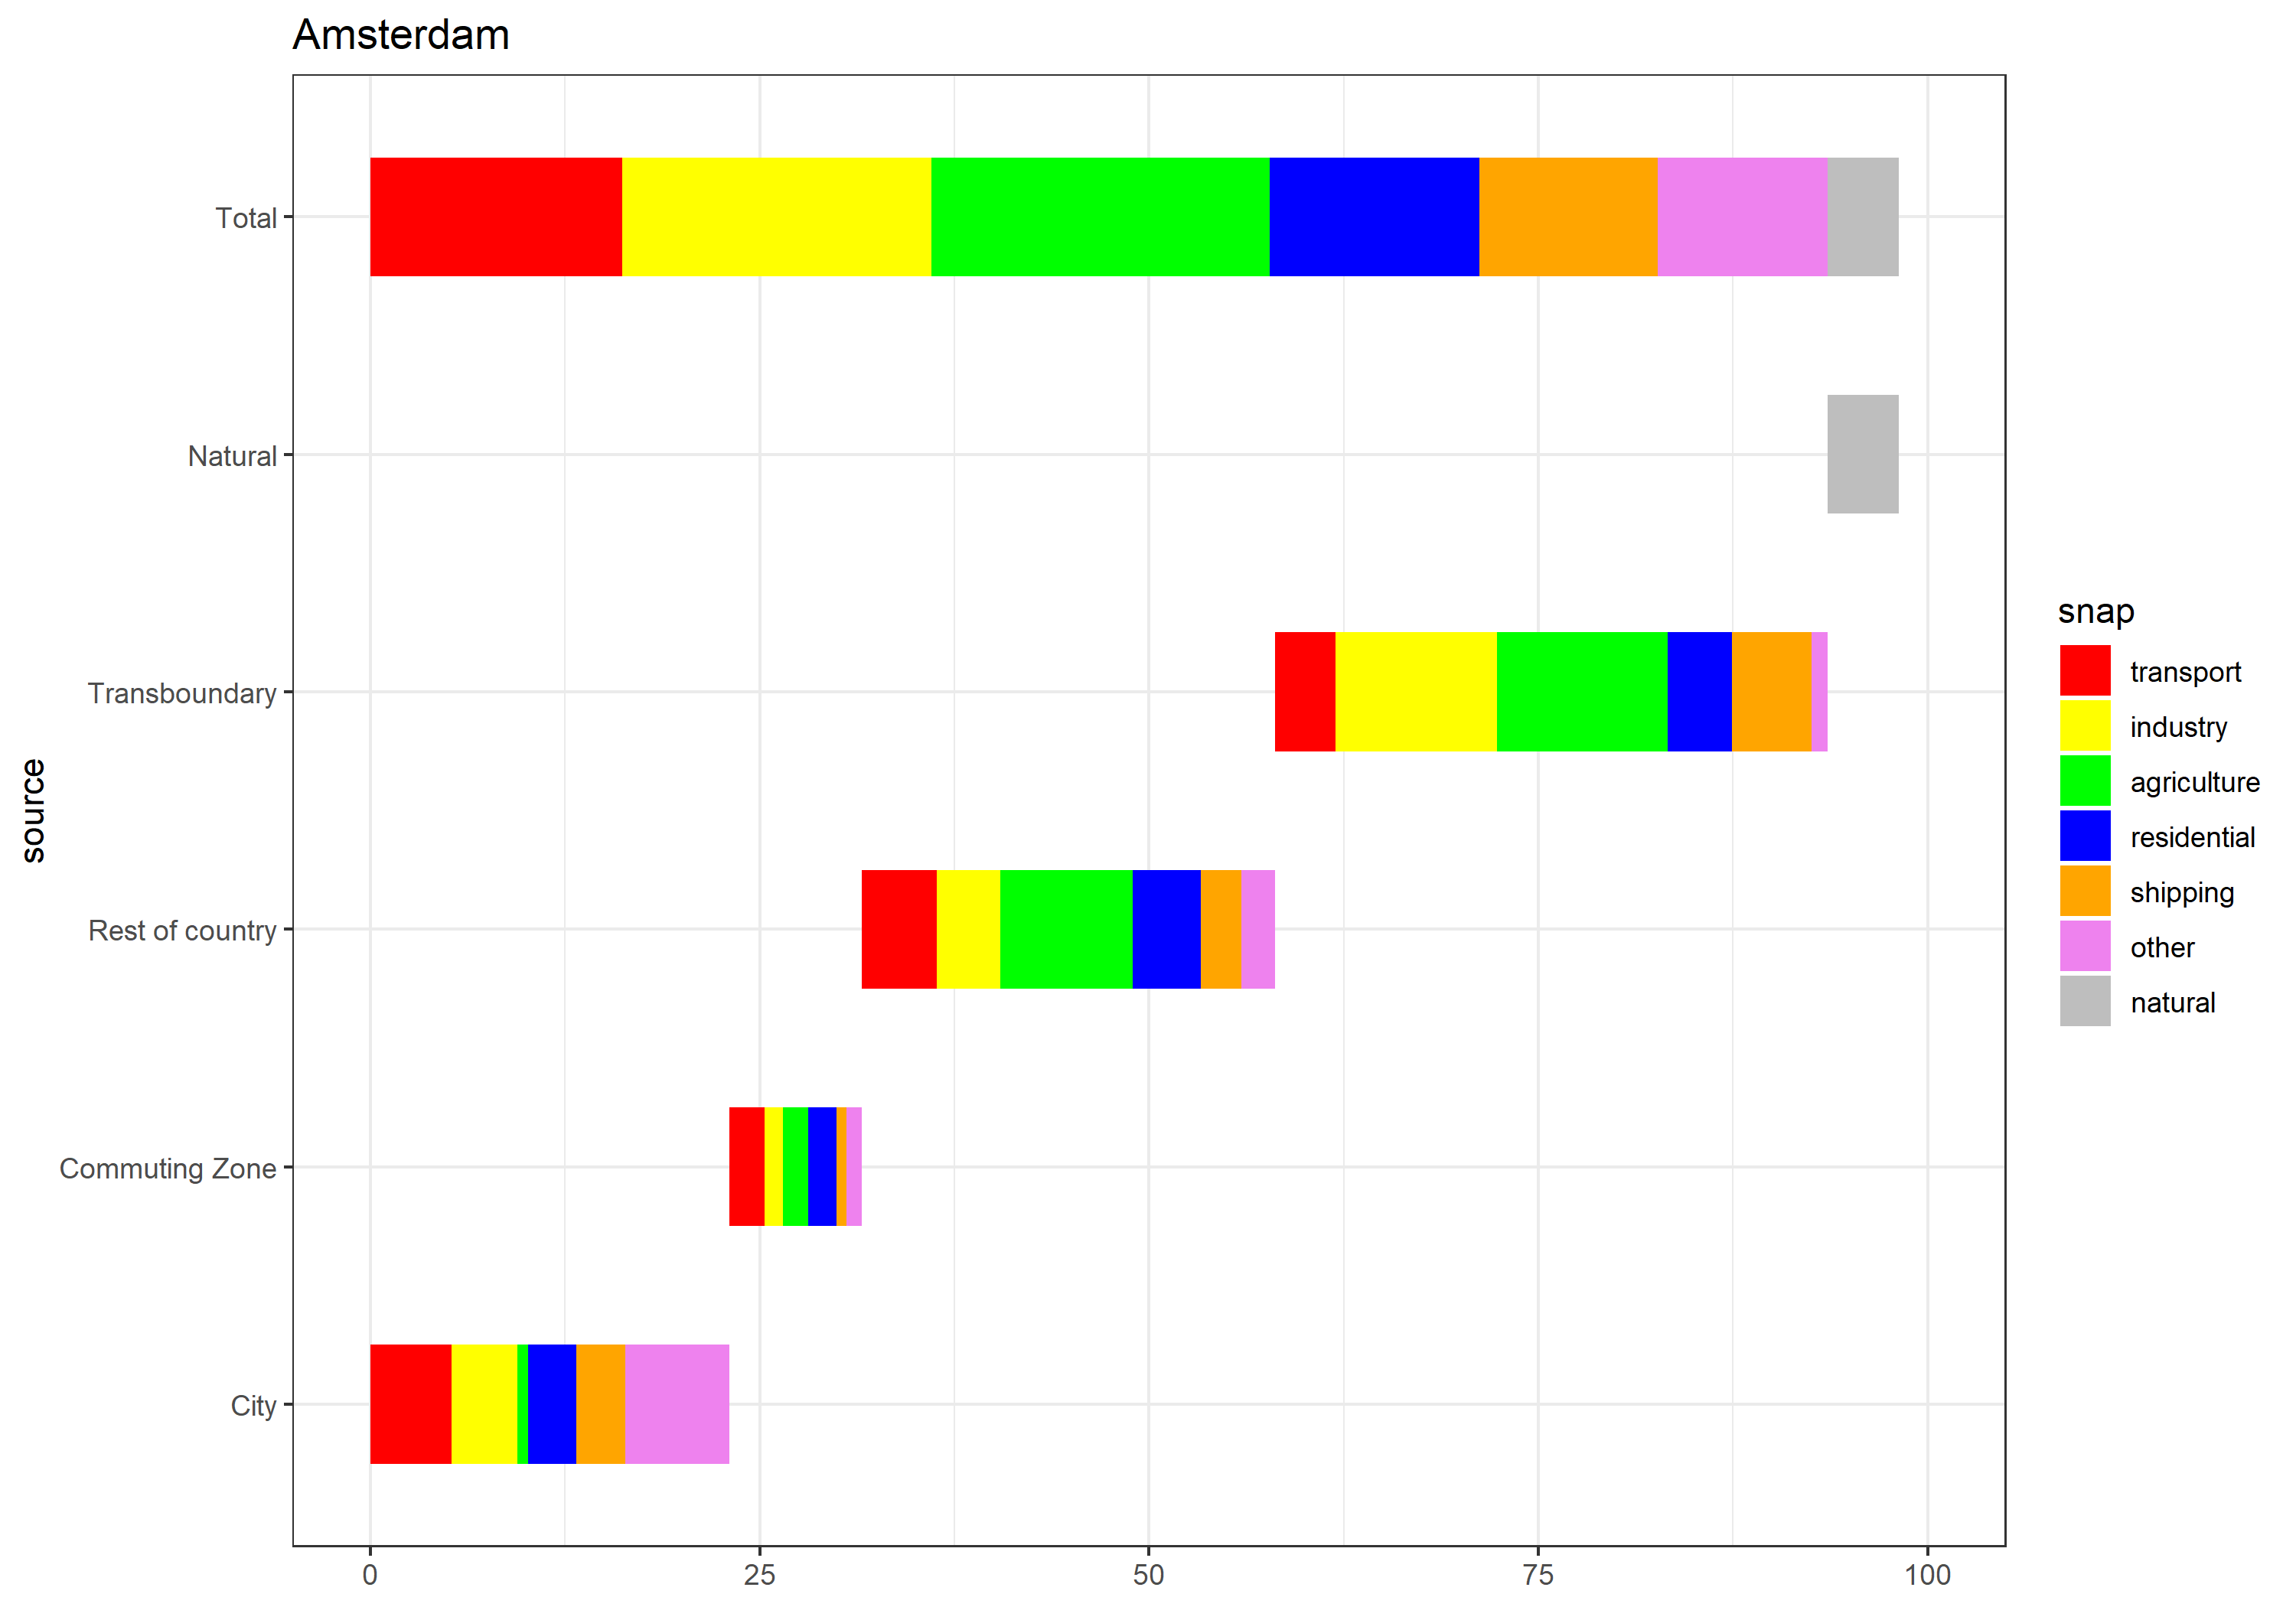 Amsterdam
Total
Natural
Transboundary
Rest of country
Commuting Zone
City
source
0 25 50 75 100
snap
transport
industry
agriculture
residential
shipping
other
natural